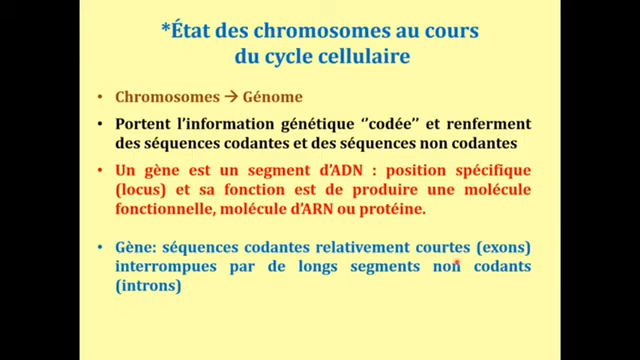 *État des chromosomes au cours
du cycle cellulaire
• Chromosomes → Génome
• Portent l'information génétique ‘'codée'’ et renferment
des séquences codantes et des séquences non codantes
• Un gène est un segment d'ADN : position spécifique
(locus) et sa fonction est de produire une molécule
fonctionnelle, molécule d'ARN ou protéine.
• Gène: séquences codantes relativement courtes (exons)
interrompues par de longs segments non codants
(introns)